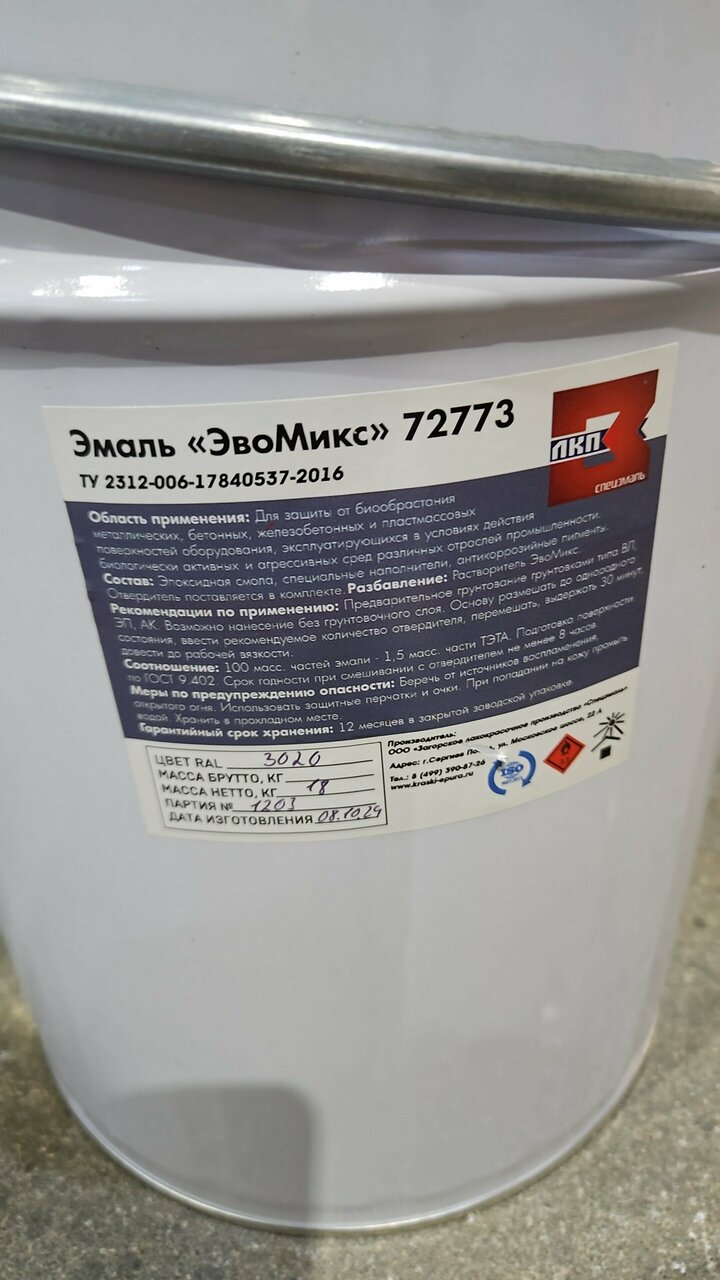 Эмаль «ЭвоМикс» 72773
ТУ 2312-006-17840537-2016
ЛКП
спецэмаль
Область применения: Для защиты от биообрастания
металлических, бетонных, железобетонных и пластмассовых
поверхностей оборудования, эксплуатирующихся в условиях действия
биологически активных и агрессивных сред различных отраслей промышленности.
Состав: Эпоксидная смола, специальные наполнители, антикоррозийные пигменты.
Отвердитель поставляется в комплекте. Разбавление: Растворитель ЭвоМикс.
Рекомендации по применению: Предварительное грунтование грунтовками типа ВЛ,
ЭП, АК. Возможно нанесение без грунтовочного слоя. Основу размешать до однородного
состояния, ввести рекомендуемое количество отвердителя, перемешать, выдержать 30 минут,
довести до рабочей вязкости.
Соотношение: 100 масс. частей эмали - 1,5 масс. части ТЭТА. Подготовка поверхности
по ГОСТ 9.402. Срок годности при смешивании с отвердителем не менее 8 часов.
Меры по предупреждению опасности: Беречь от источников воспламенения,
открытого огня. Использовать защитные перчатки и очки. При попадании на кожу промыть
водой. Хранить в прохладном месте.
Гарантийный срок хранения: 12 месяцев в закрытой заводской упаковке.
ЦВЕТ RAL 3020
МАССА БРУТТО, КГ
МАССА НЕТТО, КГ 18
ПАРТИЯ № 1203
ДАТА ИЗГОТОВЛЕНИЯ 08.10.24
Производитель:
ООО «Загорское лакокрасочное производство «Спецэмаль»
Адрес: г.Сергиев По ул. Московское шоссе, 22 А
Тел.: 8 (499) 390-87-26
www.kraski-epura.ru
ISO